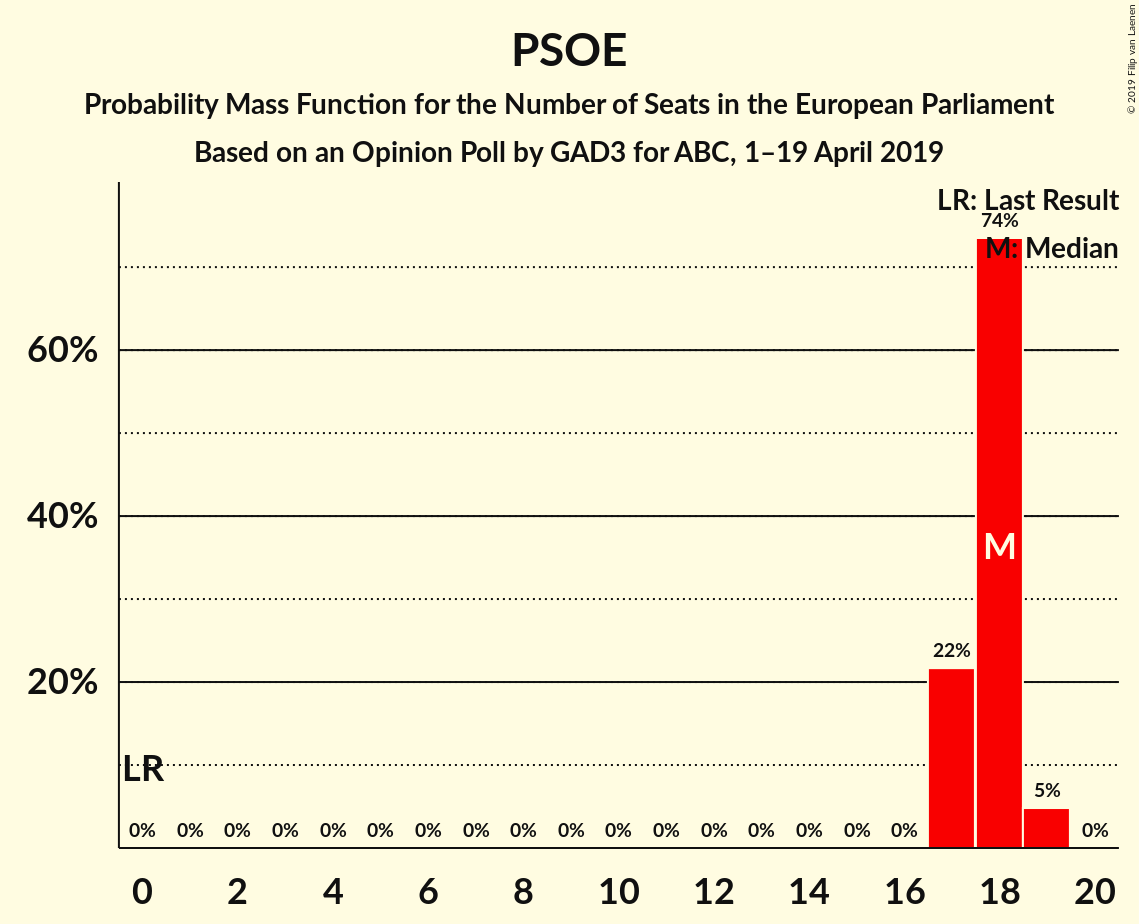 PSOE
Probability Mass Function for the Number of Seats in the European Parliament
Based on an Opinion Poll by GAD3 for ABC, 1–19 April 2019
© 2019 Filip van Laenen
LR: Last Result
74%
M: Median
60%
40%
M
22%
20%
LR
5%
0% 0% 0% 0% 0% 0% 0% 0% 0% 0% 0% 0% 0% 0% 0% 0% 0% 0%
0 2 4 6 8 10 12 14 16 18 20